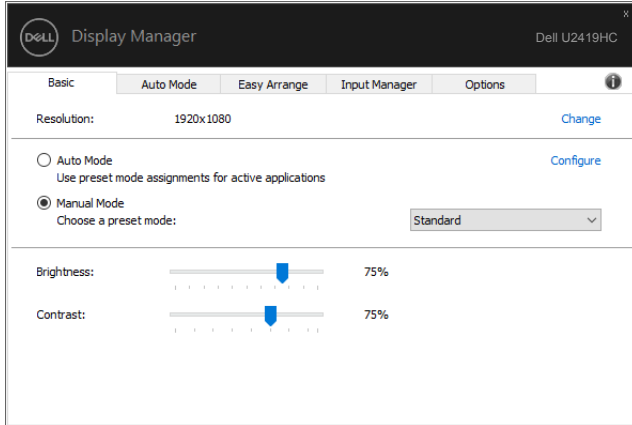 x
DELL Display Manager Dell U2419HC
Basic Auto Mode Easy Arrange Input Manager Options i
Resolution: 1920x1080 Change
Auto Mode Configure
Use preset mode assignments for active applications
Manual Mode
Choose a preset mode: Standard
Brightness: 75%
Contrast: 75%